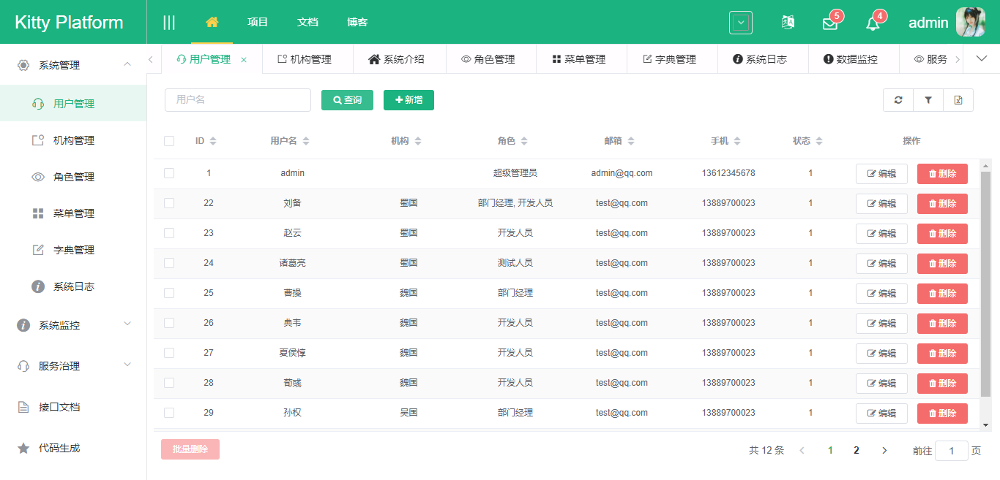 Kitty Platform
项目 文档 博客
5 4 admin
系统管理
用户管理
机构管理
角色管理
菜单管理
字典管理
系统日志
系统监控
服务治理
接口文档
代码生成
用户管理 × 机构管理 系统介绍 角色管理 菜单管理 字典管理 系统日志 数据监控 服务
用户名 查询 新增
ID 用户名 机构 角色 邮箱 手机 状态 操作
1 admin 超级管理员 admin@qq.com 13612345678 1 编辑 删除
22 刘备 蜀国 部门经理, 开发人员 test@qq.com 13889700023 1 编辑 删除
23 赵云 蜀国 开发人员 test@qq.com 13889700023 1 编辑 删除
24 诸葛亮 蜀国 测试人员 test@qq.com 13889700023 1 编辑 删除
25 曹操 魏国 部门经理 test@qq.com 13889700023 1 编辑 删除
26 典韦 魏国 开发人员 test@qq.com 13889700023 1 编辑 删除
27 夏侯惇 魏国 开发人员 test@qq.com 13889700023 1 编辑 删除
28 荀彧 魏国 开发人员 test@qq.com 13889700023 1 编辑 删除
29 孙权 吴国 部门经理 test@qq.com 13889700023 1 编辑 删除
批量删除 共 12 条 1 2 前往 1 页